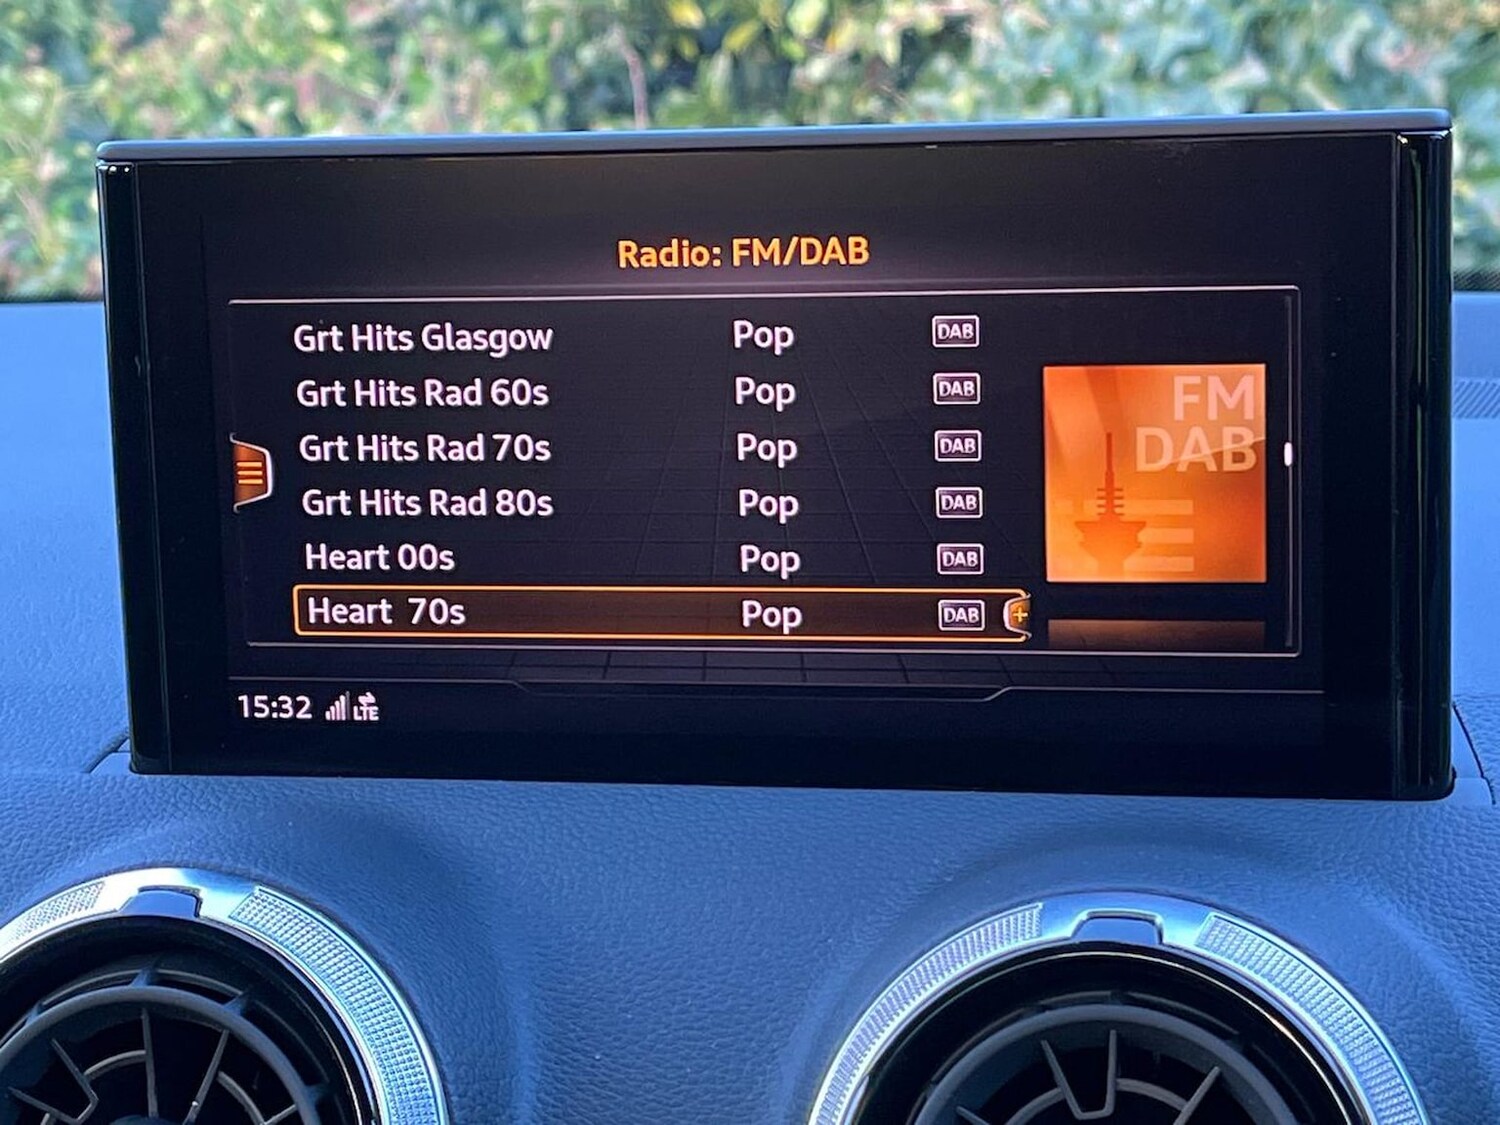 Radio: FM/DAB
Grt Hits Glasgow Pop DAB
Grt Hits Rad 60s Pop DAB
Grt Hits Rad 70s Pop DAB
Grt Hits Rad 80s Pop DAB
Heart 00s Pop DAB
Heart 70s Pop DAB +
FM
DAB
15:32 LTE